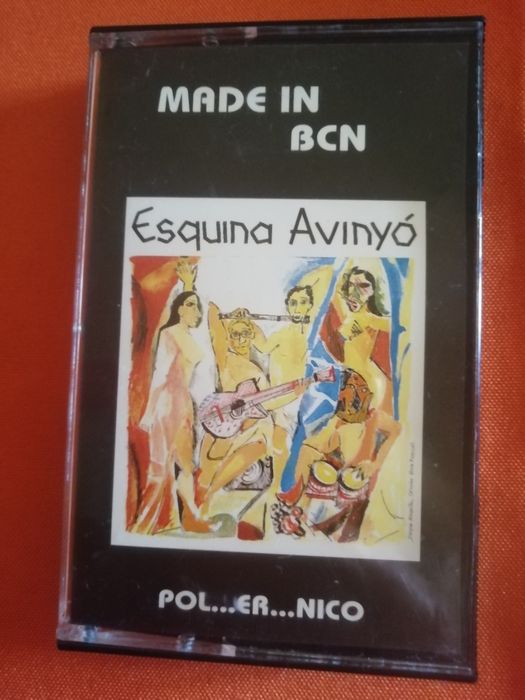 MADE IN
BCN
Esquina Avinyó
POL...ER...NICO